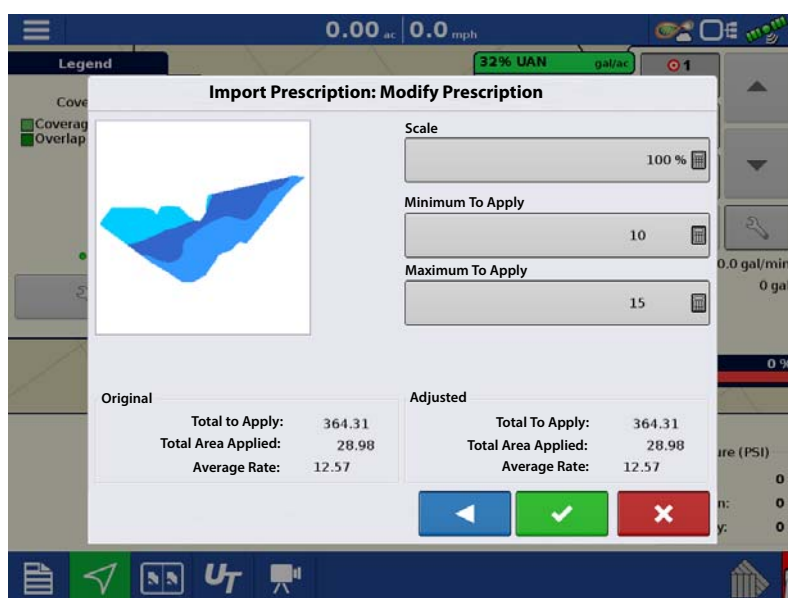 0.00 ac 0.0 mph
Legend
32% UAN gal/ac
1
Import Prescription: Modify Prescription
Coverag
Overlap
Scale
100 %
Minimum To Apply
10
Maximum To Apply
15
0.0 gal/min
0 gal
0 %
Original
Total to Apply: 364.31
Total Area Applied: 28.98
Average Rate: 12.57
Adjusted
Total To Apply: 364.31
Total Area Applied: 28.98
Average Rate: 12.57
ure (PSI)
0
n: 0
y: 0
UT